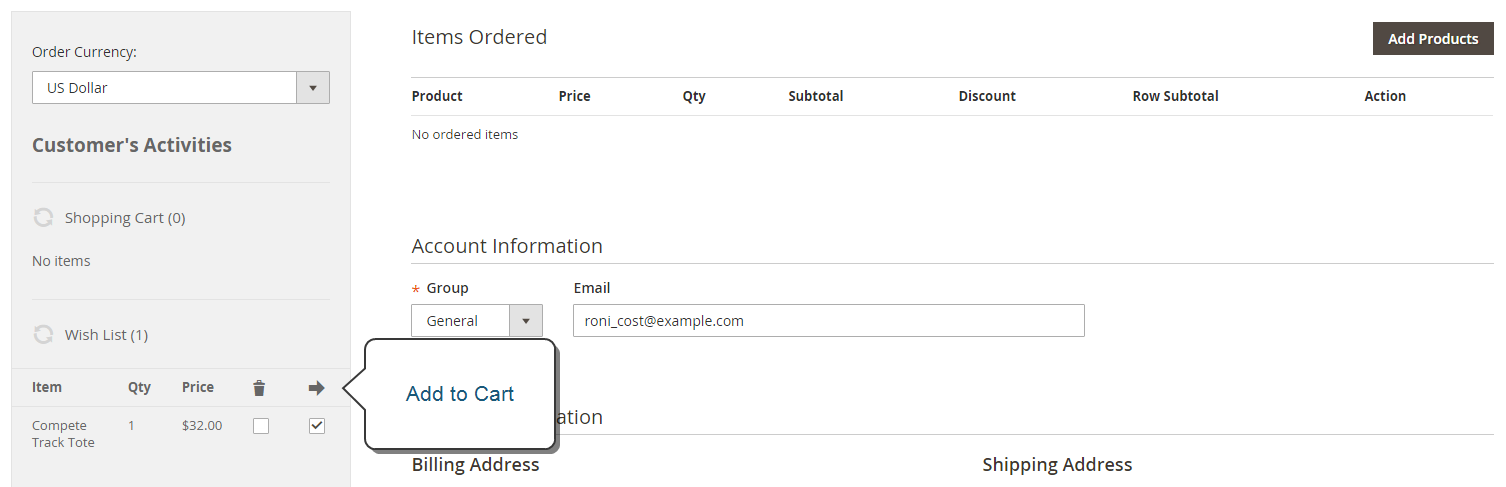 Order Currency:
US Dollar
Customer's Activities
Shopping Cart (0)
No items
Wish List (1)
Item Qty Price
Compete 1 $32.00
Track Tote
Items Ordered
Add Products
Product Price Qty Subtotal Discount Row Subtotal Action
No ordered items
Account Information
* Group Email
General roni_cost@example.com
Add to Cart
ation
Billing Address Shipping Address